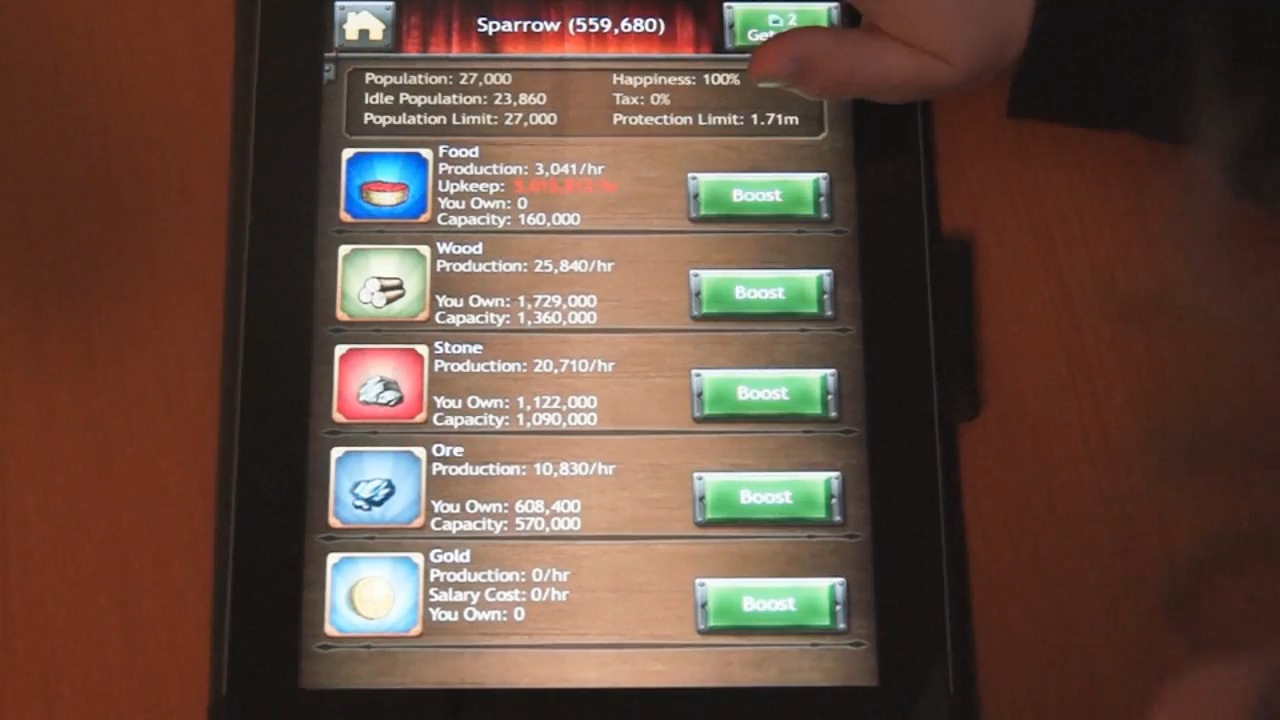 Sparrow (559,680)
2
Population: 27,000
Happiness: 100%
Idle Population: 23,860
Tax: 0%
Population Limit: 27,000
Protection Limit: 1.71m
Food
Production: 3,041/hr
Upkeep:
You Own: 0
Capacity: 160,000
Boost
Wood
Production: 25,840/hr
You Own: 1,729,000
Capacity: 1,360,000
Boost
Stone
Production: 20,710/hr
You Own: 1,122,000
Capacity: 1,090,000
Boost
Ore
Production: 10,830/hr
You Own: 608,400
Capacity: 570,000
Boost
Gold
Production: 0/hr
Salary Cost: 0/hr
You Own: 0
Boost